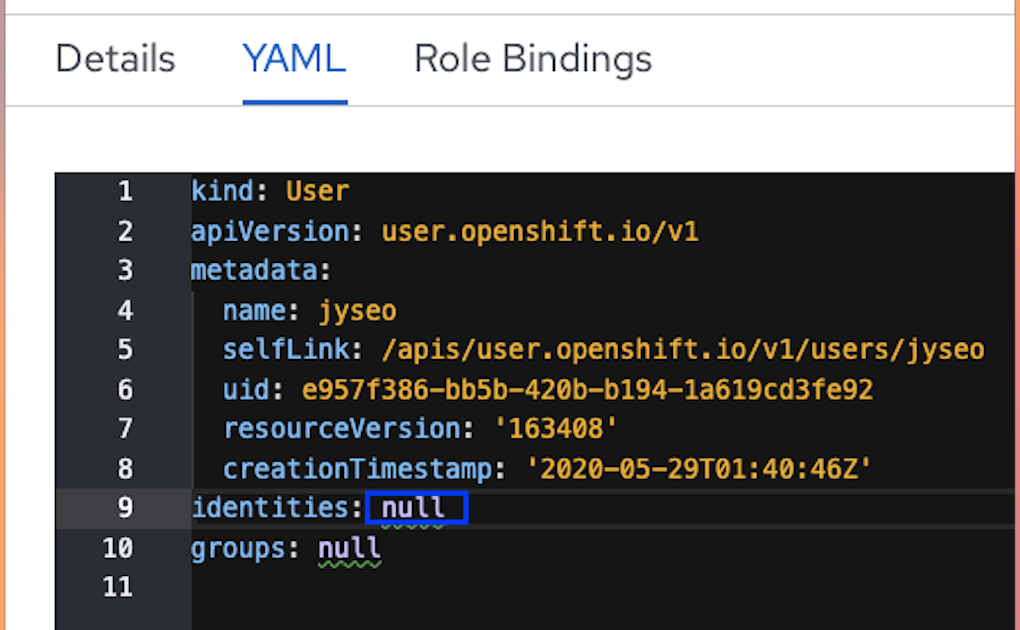 Details YAML Role Bindings
1 kind: User
2 apiVersion: user.openshift.io/v1
3 metadata:
4 name: jyseo
5 selfLink: /apis/user.openshift.io/v1/users/jyseo
6 uid: e957f386-bb5b-420b-b194-1a619cd3fe92
7 resourceVersion: '163408'
8 creationTimestamp: '2020-05-29T01:40:46Z'
9 identities: null
10 groups: null
11